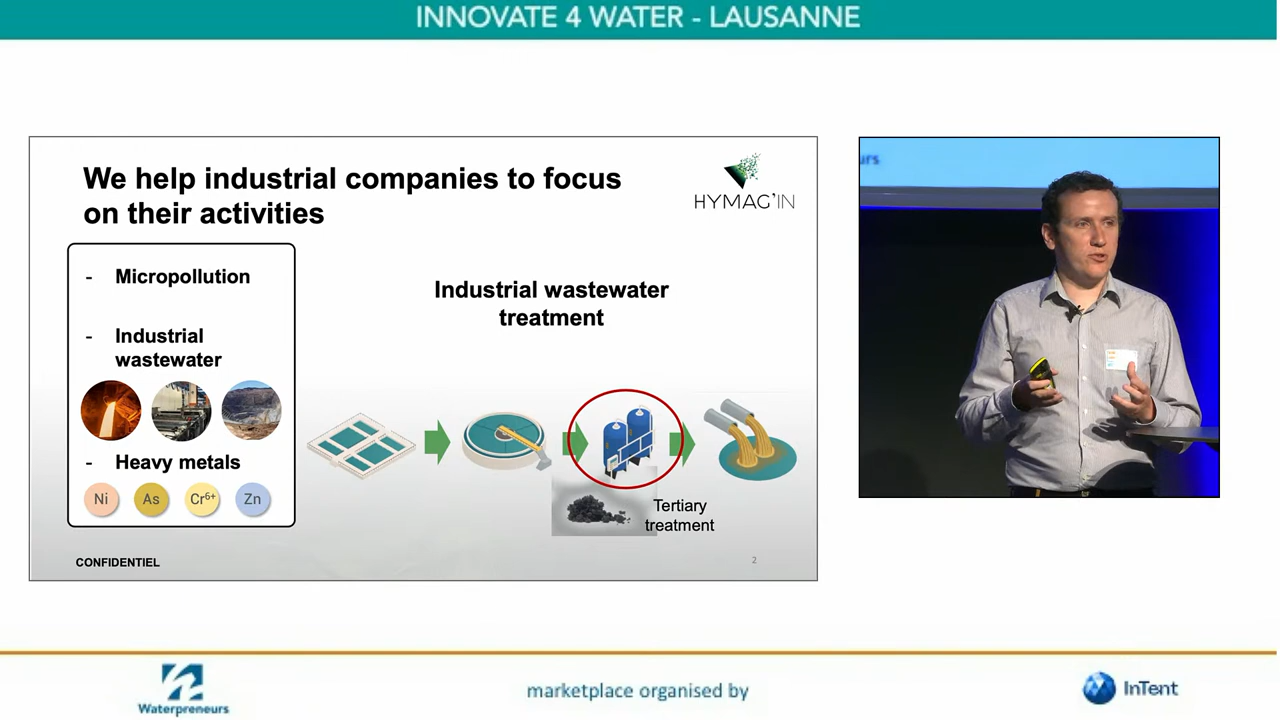 INNOVATE 4 WATER - LAUSANNE
We help industrial companies to focus
on their activities
HYMAG'IN
- Micropollution
- Industrial
wastewater
- Heavy metals
Ni As Cr6+ Zn
Industrial wastewater
treatment
Tertiary
treatment
CONFIDENTIEL
2
urs
Waterpreneurs
marketplace organised by
InTent